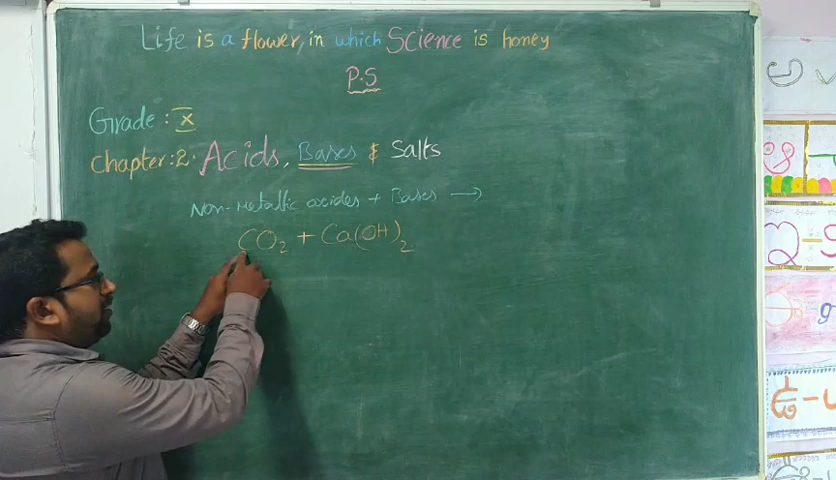 Life is a flower, in which Science is honey
P.S
Grade : X
Chapter:2. Acids, Bases & Salts
Non-metallic oxides + Bases →
CO₂ + Ca(OH)₂